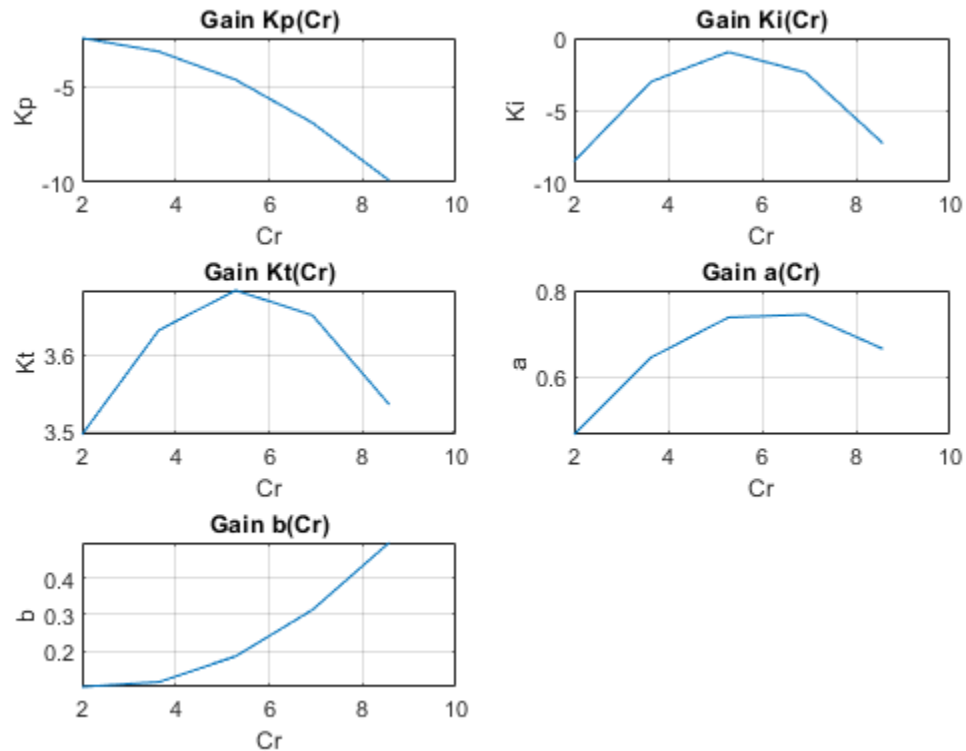 Gain Kp(Cr)
Kp
-5
-10
2 4 6 8 10
Cr
Gain Ki(Cr)
Ki
0
-5
-10
2 4 6 8 10
Cr
Gain Kt(Cr)
Kt
3.6
3.5
2 4 6 8 10
Cr
Gain a(Cr)
a
0.8
0.6
2 4 6 8 10
Cr
Gain b(Cr)
b
0.4
0.3
0.2
2 4 6 8 10
Cr